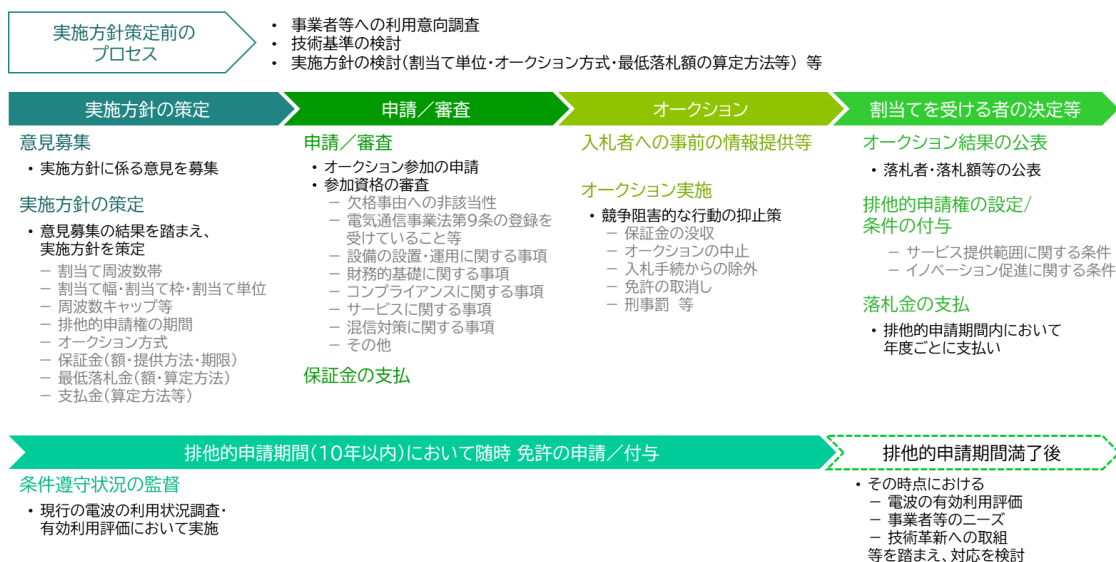 実施方針策定前の
プロセス
• 事業者等への利用意向調査
• 技術基準の検討
• 実施方針の検討(割当て単位・オークション方式・最低落札額の算定方法等) 等
実施方針の策定
意見募集
• 実施方針に係る意見を募集
実施方針の策定
• 意見募集の結果を踏まえ、
実施方針を策定
－ 割当て周波数帯
－ 割当て幅・割当て枠・割当て単位
－ 周波数キャップ等
－ 排他的申請権の期間
－ オークション方式
－ 保証金(額・提供方法・期限)
－ 最低落札金(額・算定方法)
－ 支払金(算定方法等)
申請／審査
申請／審査
• オークション参加の申請
• 参加資格の審査
－ 欠格事由への非該当性
－ 電気通信事業法第9条の登録を
受けていること等
－ 設備の設置・運用に関する事項
－ 財務的基礎に関する事項
－ コンプライアンスに関する事項
－ サービスに関する事項
－ 混信対策に関する事項
－ その他
保証金の支払
オークション
入札者への事前の情報提供等
オークション実施
• 競争阻害的な行動の抑止策
－ 保証金の没収
－ オークションの中止
－ 入札手続からの除外
－ 免許の取消し
－ 刑事罰 等
割当てを受ける者の決定等
オークション結果の公表
• 落札者・落札額等の公表
排他的申請権の設定/
条件の付与
－ サービス提供範囲に関する条件
－ イノベーション促進に関する条件
落札金の支払
• 排他的申請期間内において
年度ごとに支払い
排他的申請期間(10年以内)において随時 免許の申請／付与
条件遵守状況の監督
• 現行の電波の利用状況調査・
有効利用評価において実施
排他的申請期間満了後
• その時点における
－ 電波の有効利用評価
－ 事業者等のニーズ
－ 技術革新への取組
等を踏まえ、対応を検討